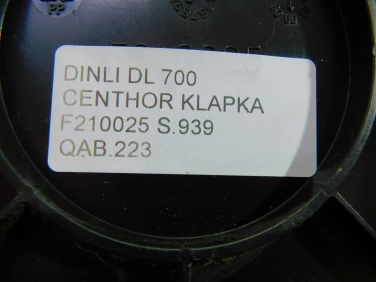 DINLI DL 700
CENTHOR KLAPKA
F210025 S.939
QAB.223